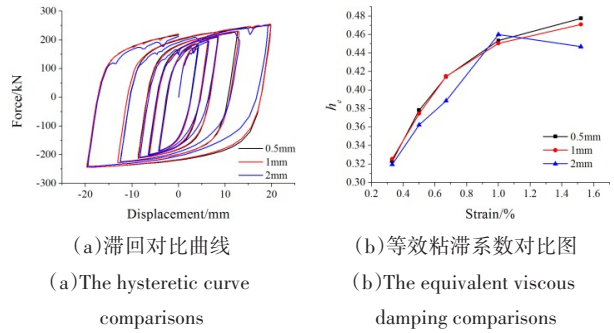 300
200
100
0
-100
-200
-300
Force/kN
-20 -10 0 10 20
Displacement/mm
0.5mm
1mm
2mm
(a)滞回对比曲线
(a)The hysteretic curve
comparisons
0.48
0.46
0.44
0.42
0.40
0.38
0.36
0.34
0.32
0.30
he
0.2 0.4 0.6 0.8 1.0 1.2 1.4 1.6
Strain/%
0.5mm
1mm
2mm
(b)等效粘滞系数对比图
(b)The equivalent viscous
damping comparisons